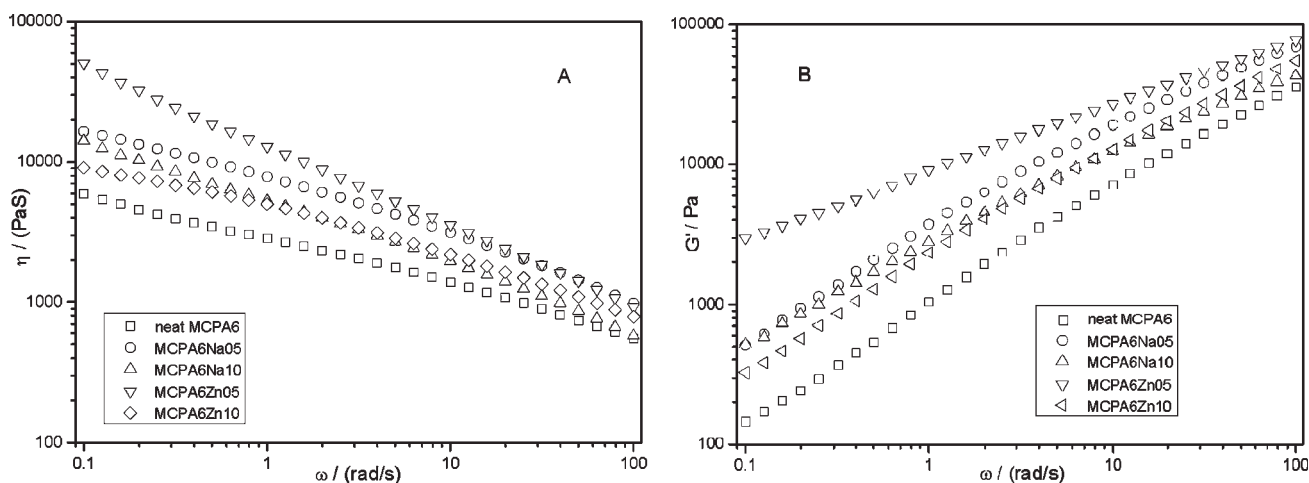 A
η / (PaS)
100000
10000
1000
100
neat MCPA6
MCPA6Na05
MCPA6Na10
MCPA6Zn05
MCPA6Zn10
0.1
1
10
100
ω / (rad/s)
B
G' / Pa
100000
10000
1000
100
neat MCPA6
MCPA6Na05
MCPA6Na10
MCPA6Zn05
MCPA6Zn10
0.1
1
10
100
ω / (rad/s)